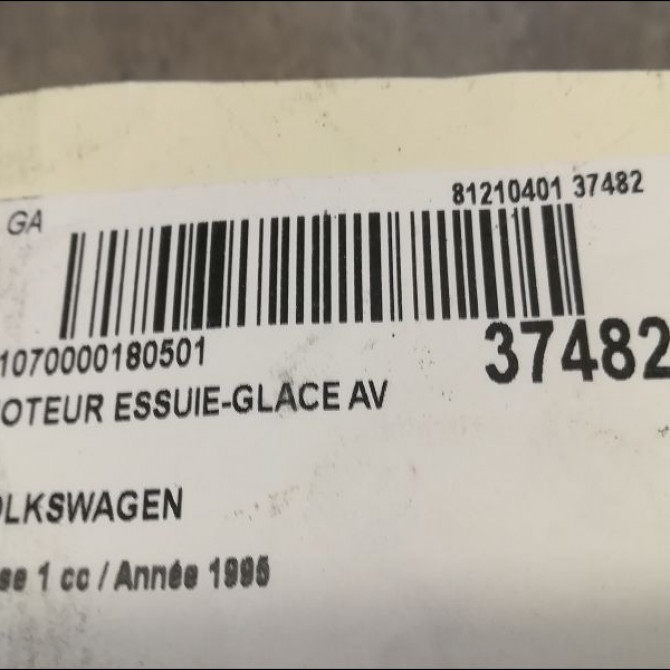 81210401 37482
GA
1070000180501
37482
OTEUR ESSUIE-GLACE AV
OLKSWAGEN
se 1 cc / Année 1995